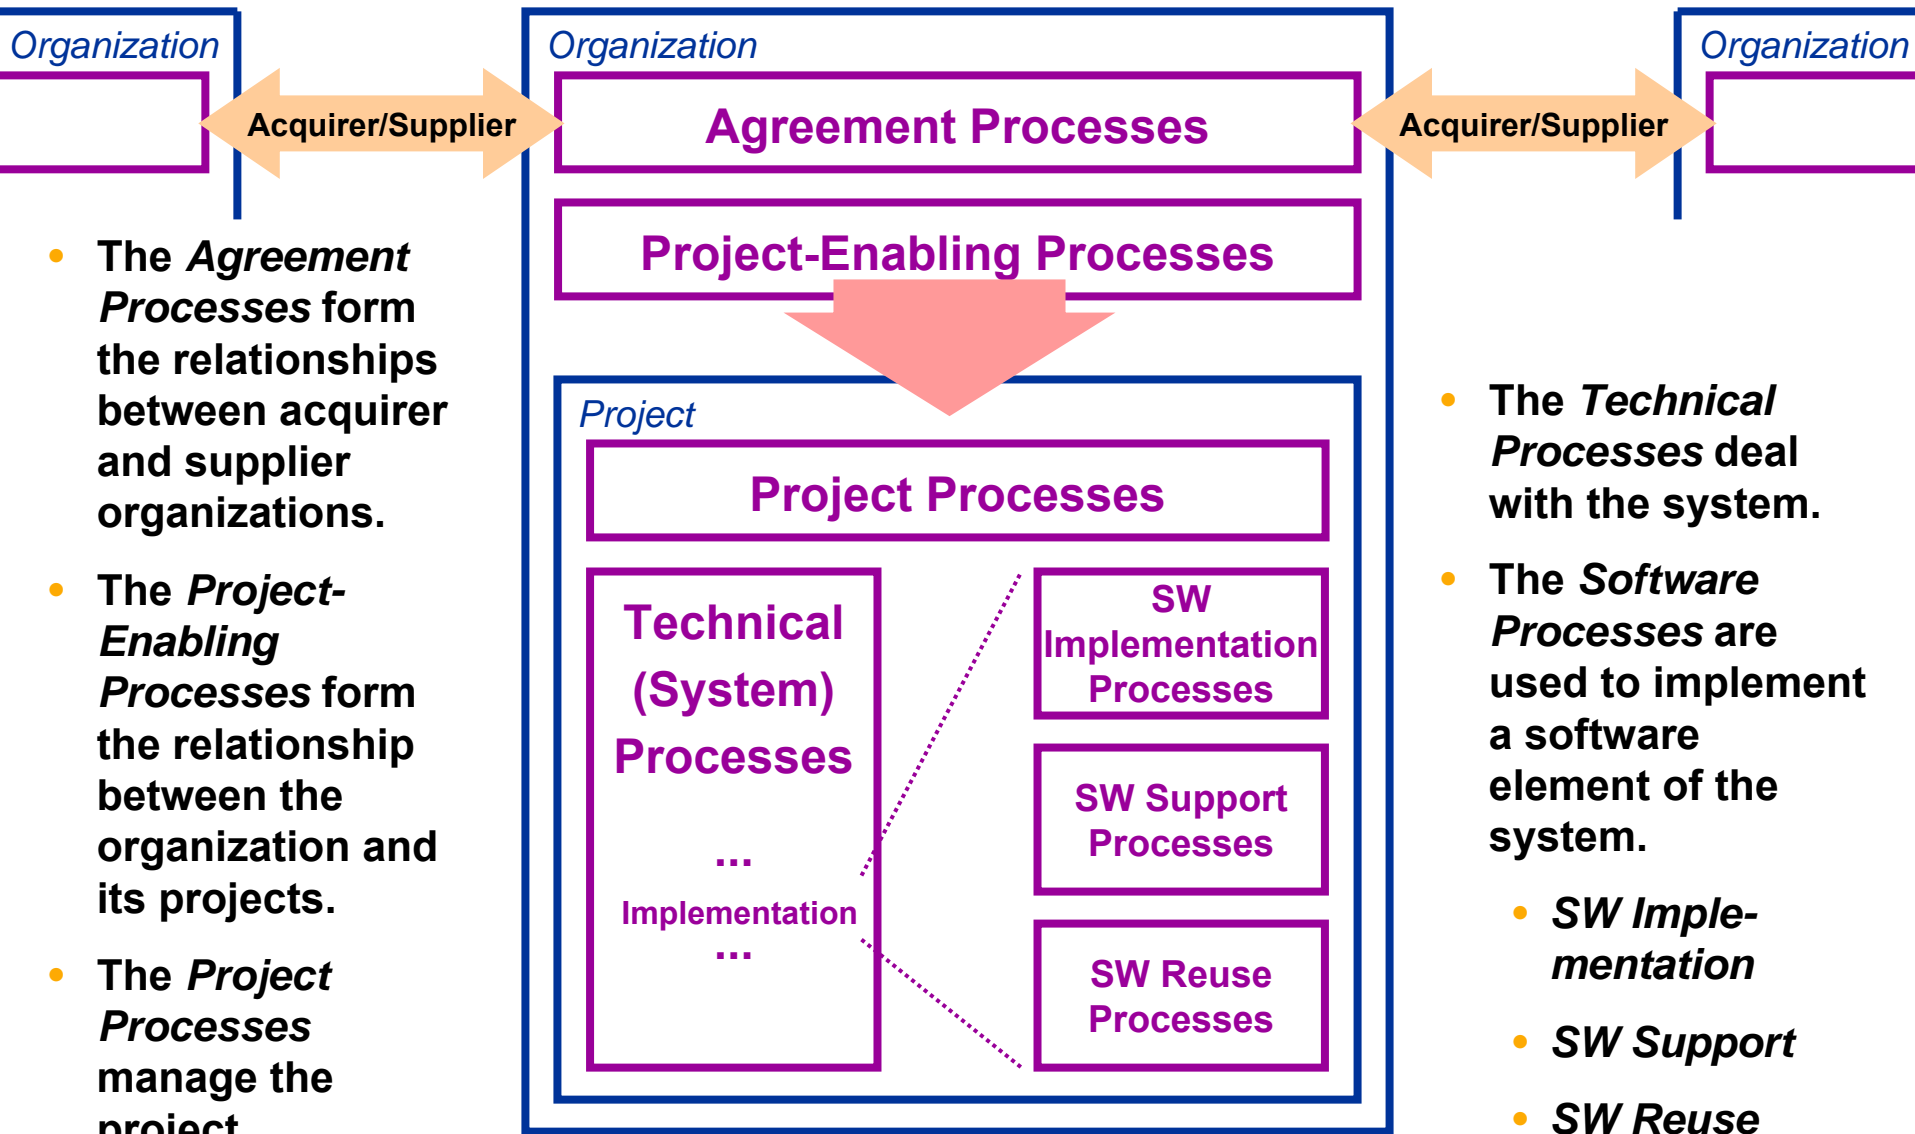 Organization
Organization
Organization
Acquirer/Supplier
Agreement Processes
Acquirer/Supplier
Project-Enabling Processes
• The Agreement
Processes form
the relationships
between acquirer
and supplier
organizations.
• The Project-
Enabling
Processes form
the relationship
between the
organization and
its projects.
• The Project
Processes
manage the
project
Project
Project Processes
Technical
(System)
Processes
...
Implementation
...
SW
Implementation
Processes
SW Support
Processes
SW Reuse
Processes
• The Technical
Processes deal
with the system.
• The Software
Processes are
used to implement
a software
element of the
system.
• SW Imple-
mentation
• SW Support
• SW Reuse